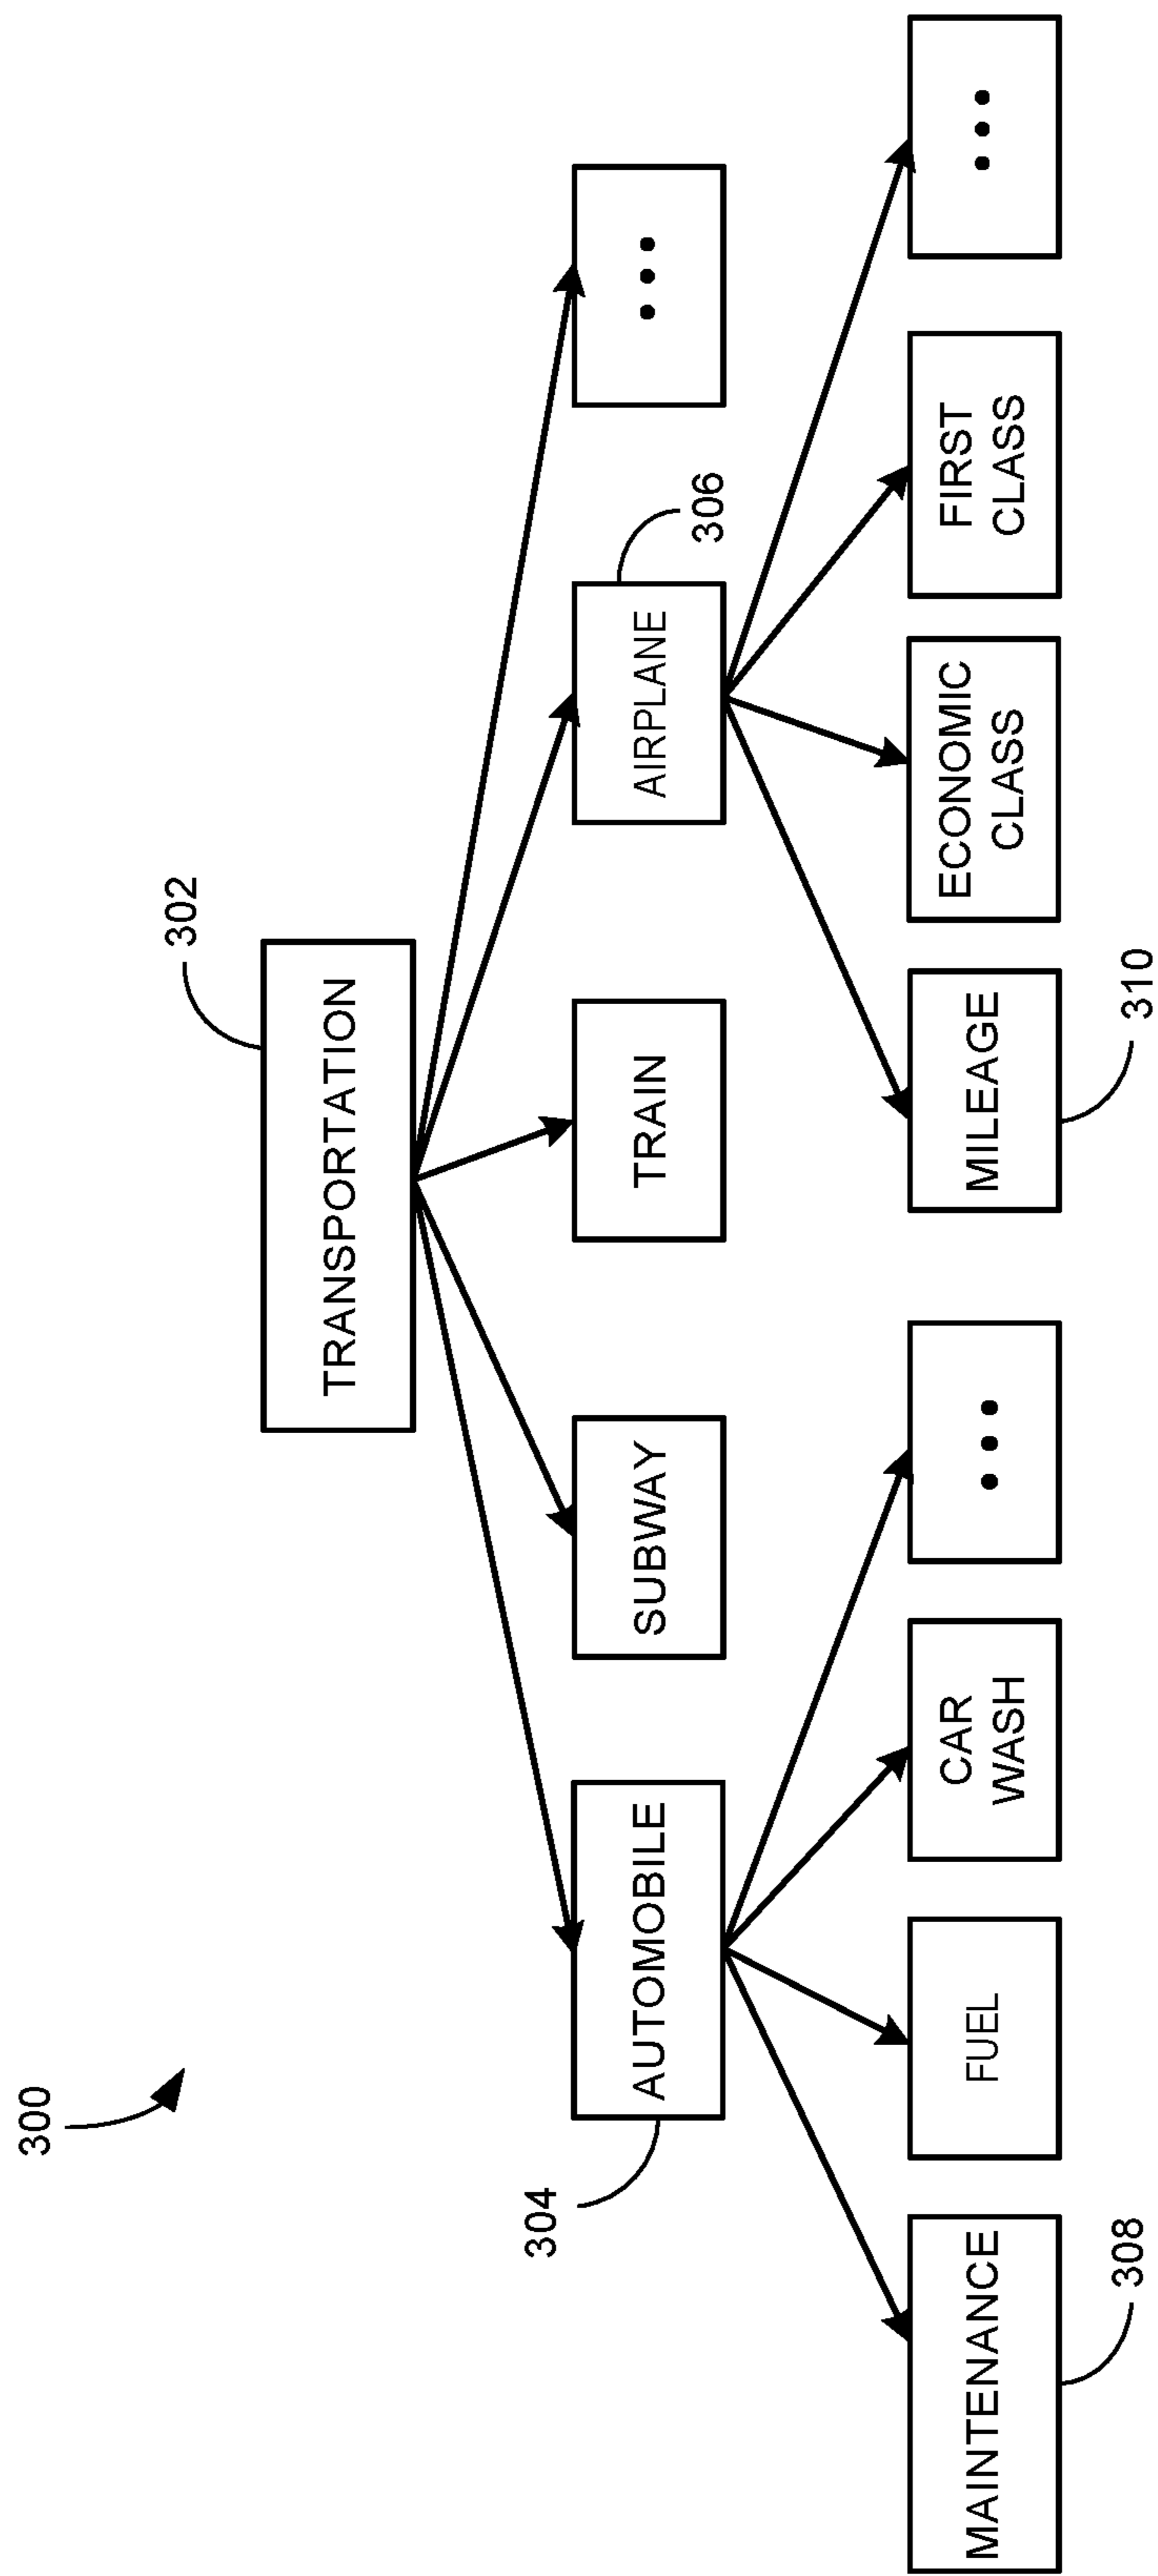 300
302
TRANSPORTATION
304
AUTOMOBILE
SUBWAY
TRAIN
AIRPLANE
306
•••
MAINTENANCE
308
FUEL
CAR
WASH
•••
MILEAGE
310
ECONOMIC
CLASS
FIRST
CLASS
•••